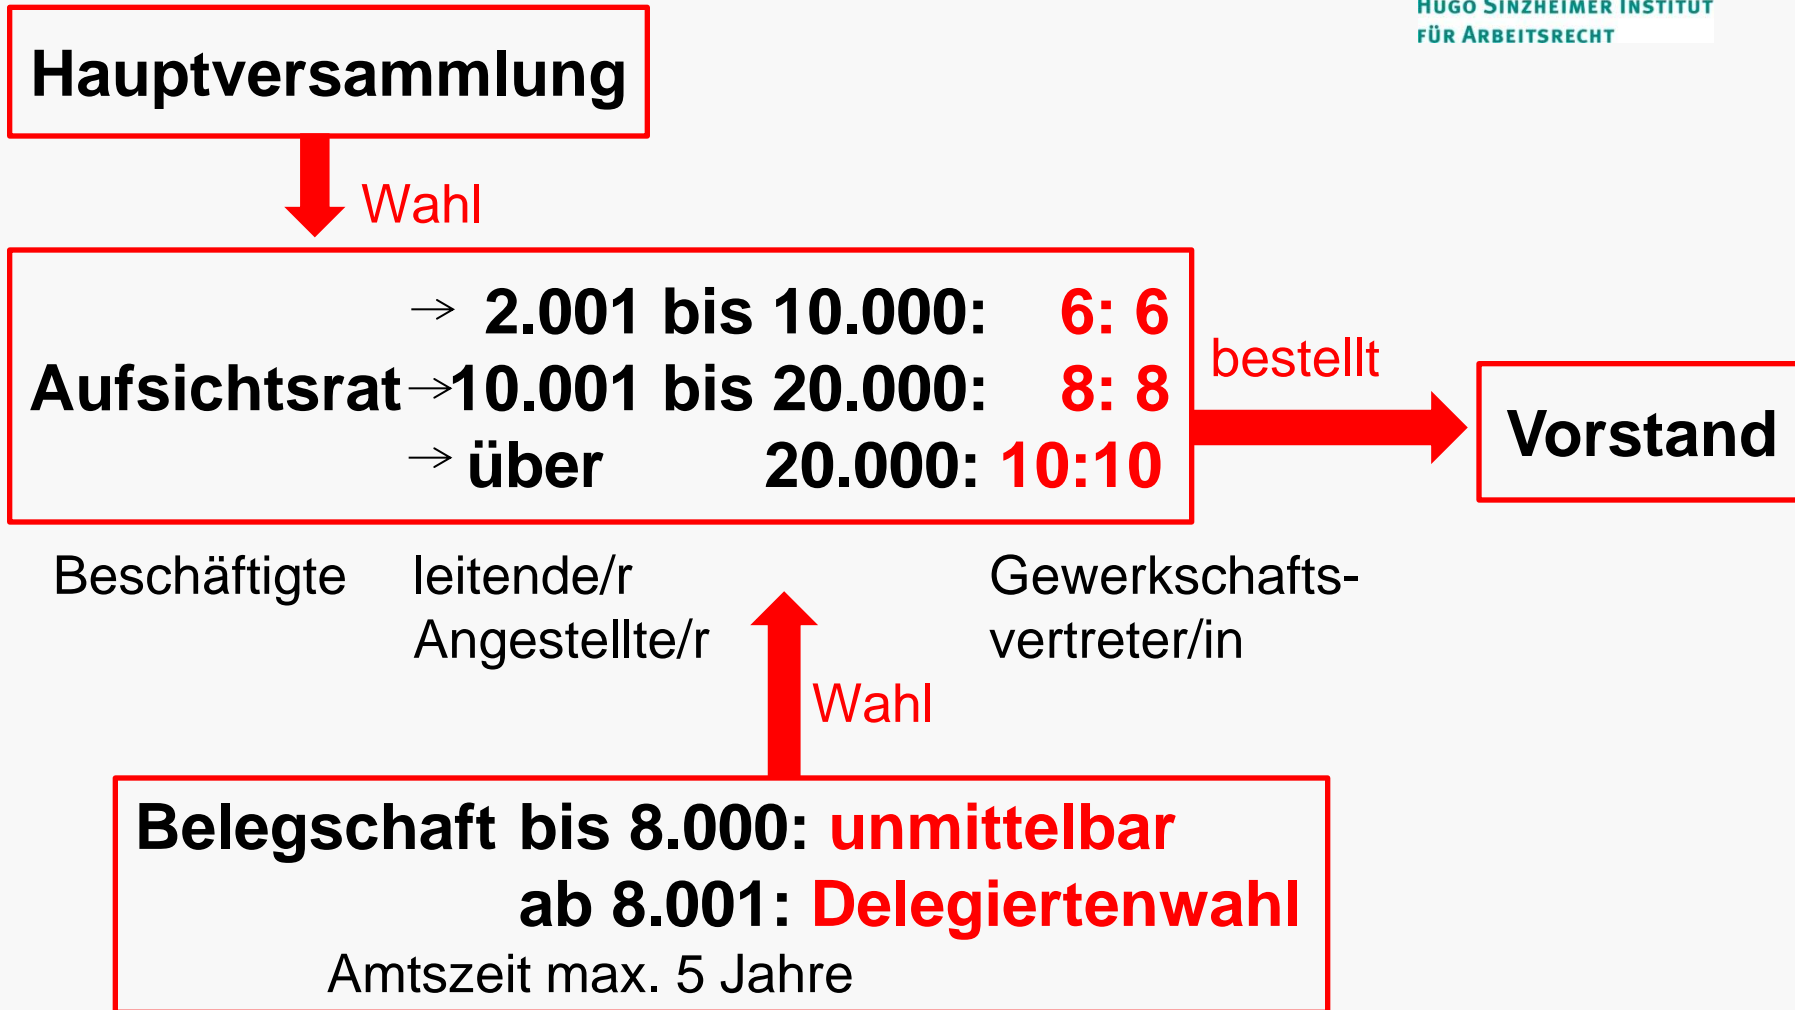 HUGO SINZHEIMER INSTITUT
FÜR ARBEITSRECHT
Hauptversammlung
Wahl
→ 2.001 bis 10.000: 6: 6
Aufsichtsrat →10.001 bis 20.000: 8: 8
→ über 20.000: 10:10
bestellt
Vorstand
Beschäftigte leitende/r Gewerkschafts-
Angestellte/r vertreter/in
Wahl
Belegschaft bis 8.000: unmittelbar
ab 8.001: Delegiertenwahl
Amtszeit max. 5 Jahre